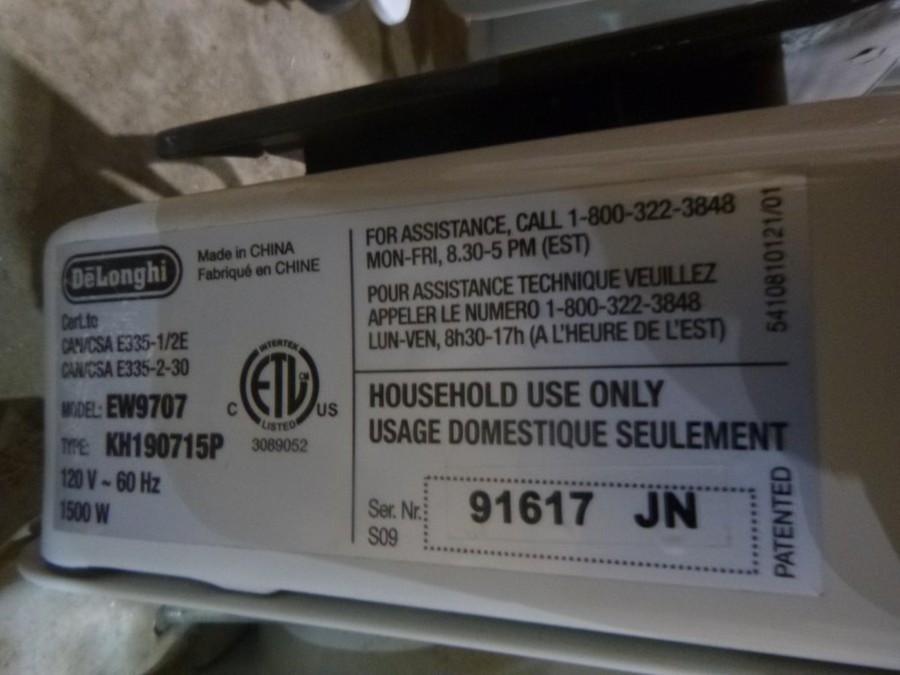 DeLonghi
Made in CHINA
Fabriqué en CHINE
Cert.to
CAN/CSA E335-1/2E
CAN/CSA E335-2-30
MODEL: EW9707
TYPE: KH190715P
120 V ~ 60 Hz
1500 W
INTERTEK
C ETL CM US
LISTED
3089052
FOR ASSISTANCE, CALL 1-800-322-3848
MON-FRI, 8.30-5 PM (EST)
POUR ASSISTANCE TECHNIQUE VEUILLEZ
APPELER LE NUMERO 1-800-322-3848
LUN-VEN, 8h30-17h (A L'HEURE DE L'EST)
5410810121/01
HOUSEHOLD USE ONLY
USAGE DOMESTIQUE SEULEMENT
Ser. Nr. 91617 JN
S09
PATENTED